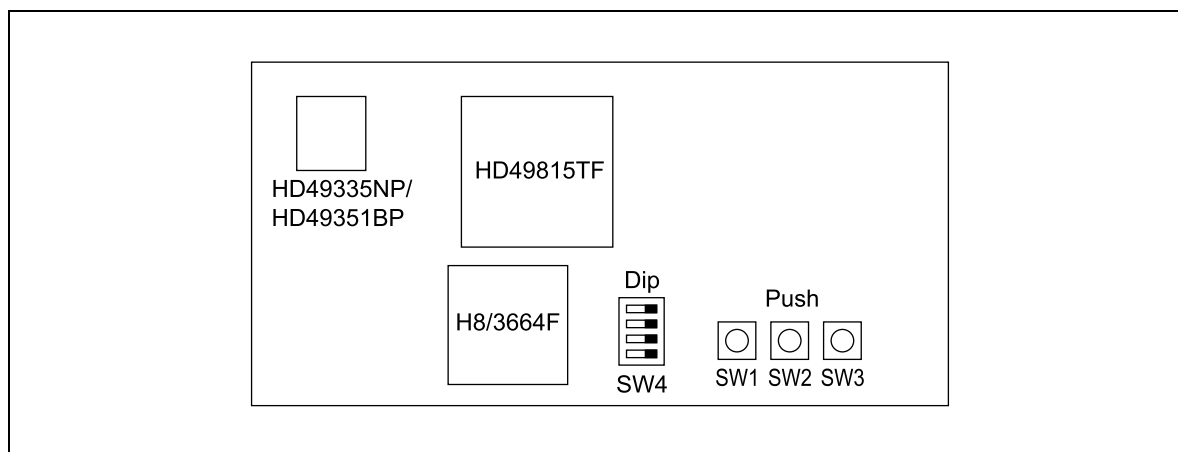 HD49335NP/
HD49351BP
HD49815TF
H8/3664F
Dip
SW4
Push
SW1 SW2 SW3